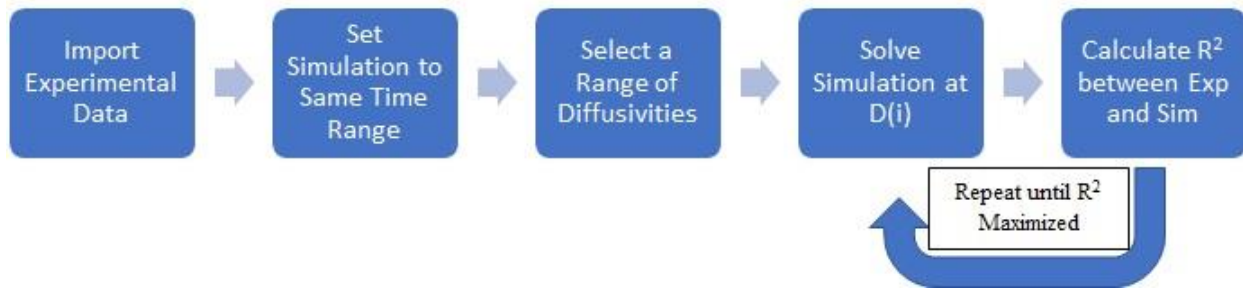 Import
Experimental
Data
Set
Simulation to
Same Time
Range
Select a
Range of
Diffusivities
Solve
Simulation at
D(i)
Calculate R²
between Exp
and Sim
Repeat until R²
Maximized